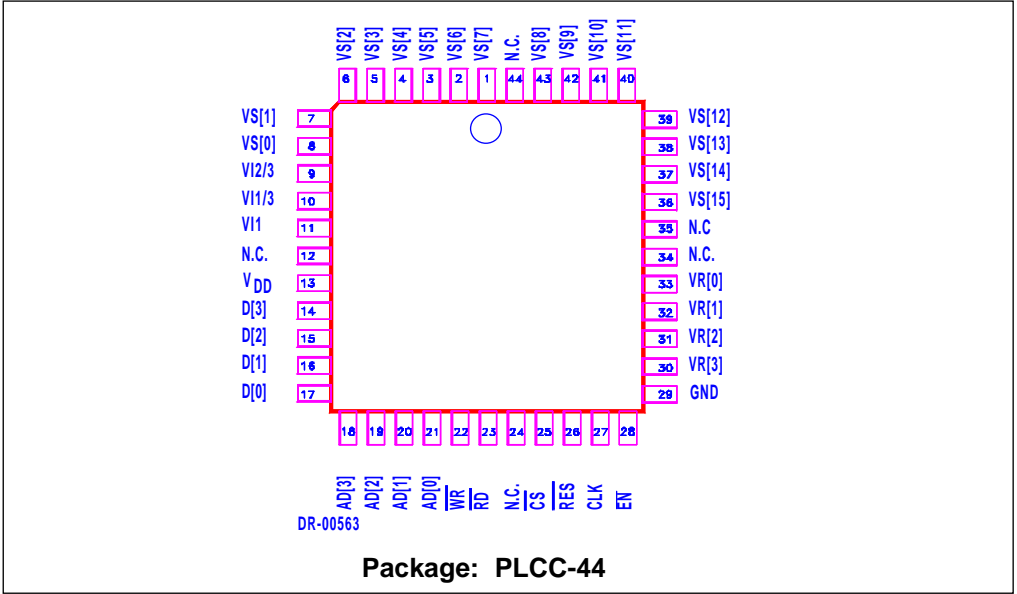 VS[2] VS[3] VS[4] VS[5] VS[6] VS[7] N.C. VS[8] VS[9] VS[10] VS[11]
6 5 4 3 2 1 44 43 42 41 40
VS[1] 7 39 VS[12]
VS[0] 8 38 VS[13]
VI2/3 9 37 VS[14]
VI1/3 10 36 VS[15]
VI1 11 35 N.C
N.C. 12 34 N.C.
VDD 13 33 VR[0]
D[3] 14 32 VR[1]
D[2] 15 31 VR[2]
D[1] 16 30 VR[3]
D[0] 17 29 GND
18 19 20 21 22 23 24 25 26 27 28
AD[3] AD[2] AD[1] AD[0] WR RD N.C. CS RES CLK EN
DR-00563
Package: PLCC-44